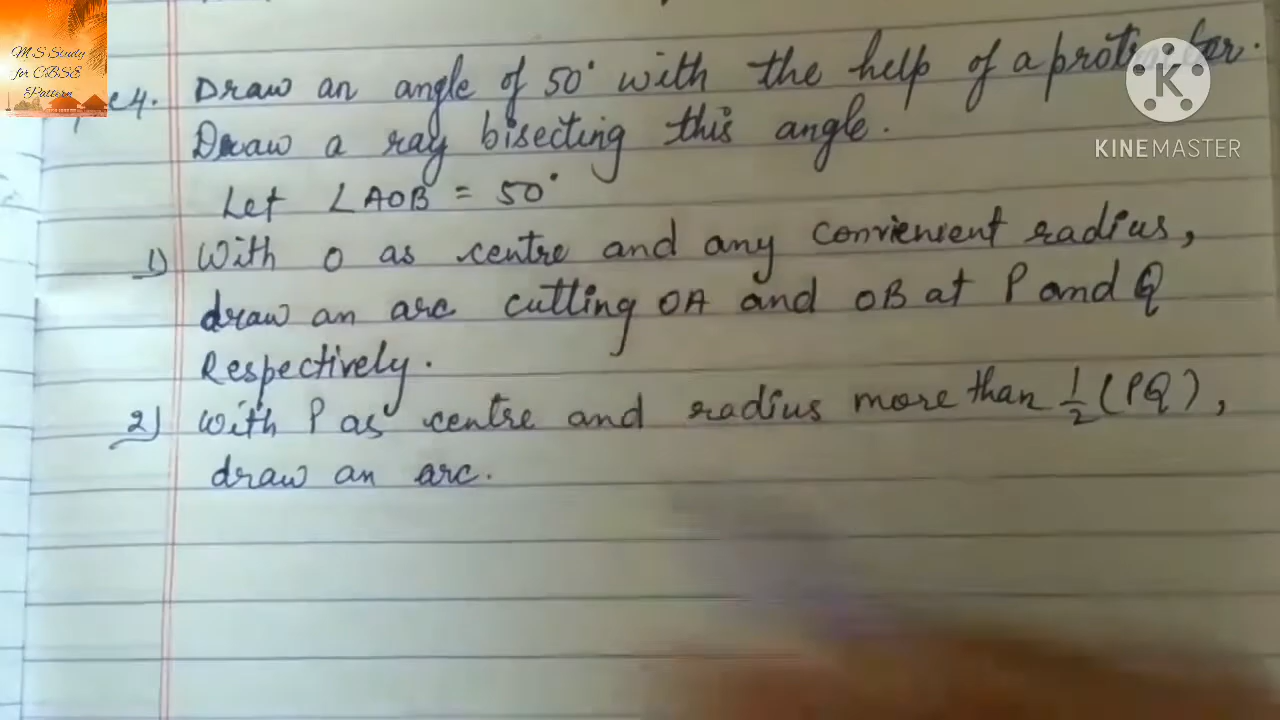 M.S Study
for CBSE
Pattern
e4. Draw an angle of 50° with the help of a protractor.
Draw a ray bisecting this angle.
Let ∠AOB = 50°
1) With O as centre and any convienient radius,
draw an arc cutting OA and OB at P and Q
Respectively.
2) With P as centre and radius more than 1/2 (PQ),
draw an arc.
K
KINEMASTER